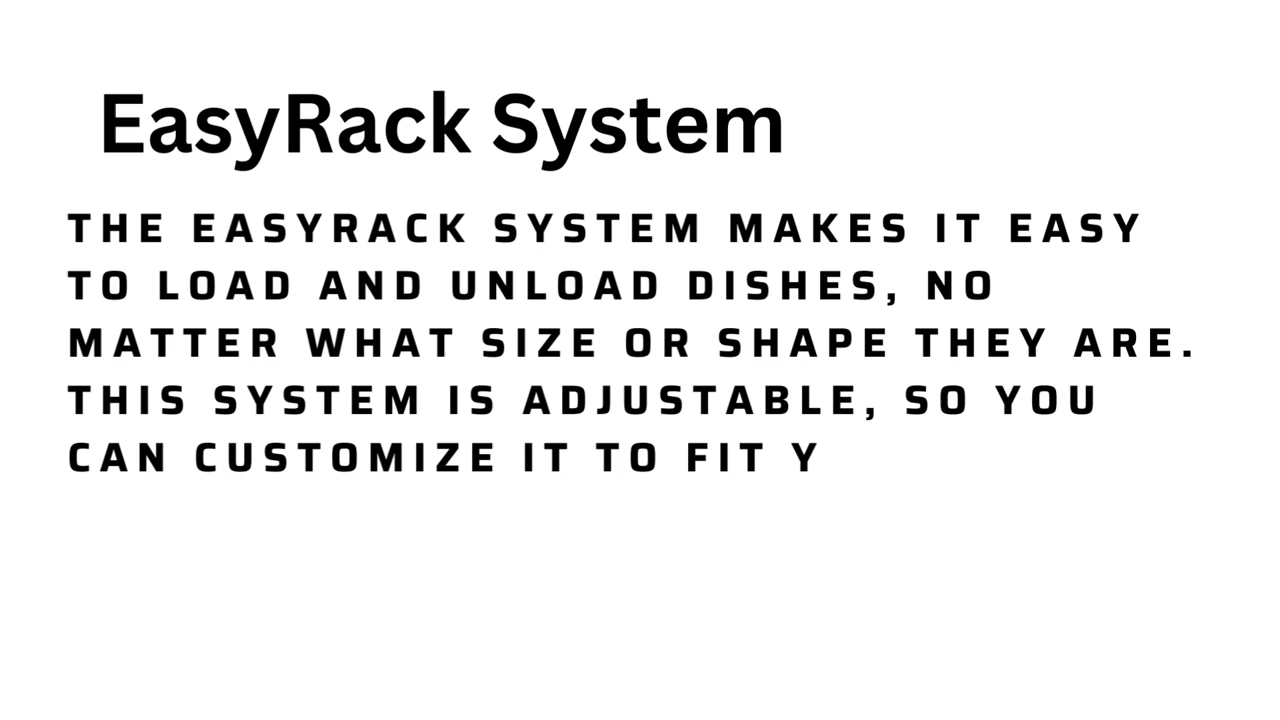 EasyRack System
THE EASYRACK SYSTEM MAKES IT EASY
TO LOAD AND UNLOAD DISHES, NO
MATTER WHAT SIZE OR SHAPE THEY ARE.
THIS SYSTEM IS ADJUSTABLE, SO YOU
CAN CUSTOMIZE IT TO FIT Y